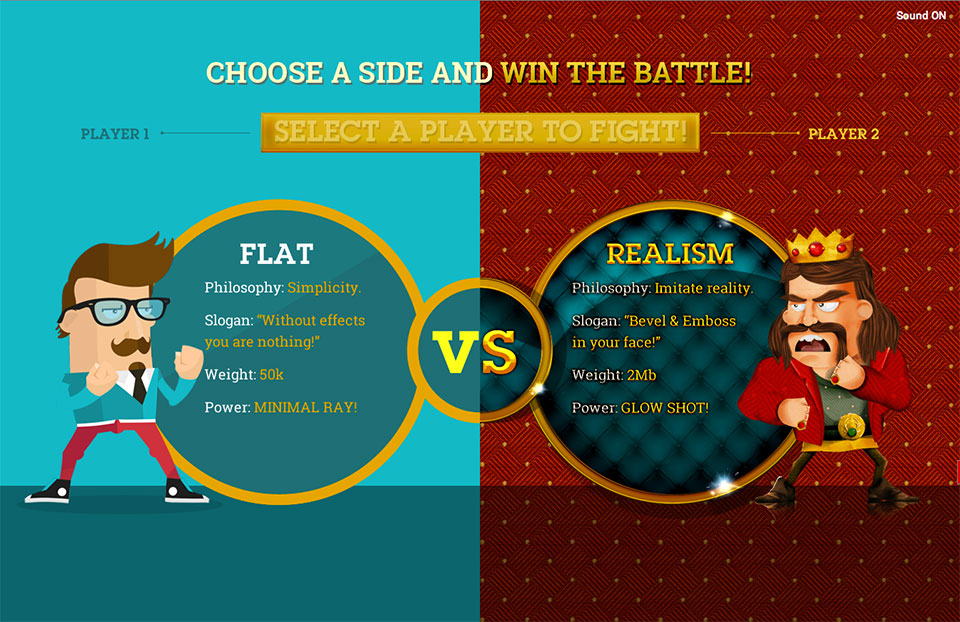 Sound ON
CHOOSE A SIDE AND WIN THE BATTLE!
PLAYER 1
SELECT A PLAYER TO FIGHT!
PLAYER 2
FLAT
Philosophy: Simplicity.
Slogan: “Without effects
you are nothing!”
Weight: 50k
Power: MINIMAL RAY!
VS
REALISM
Philosophy: Imitate reality.
Slogan: “Bevel & Emboss
in your face!”
Weight: 2Mb
Power: GLOW SHOT!